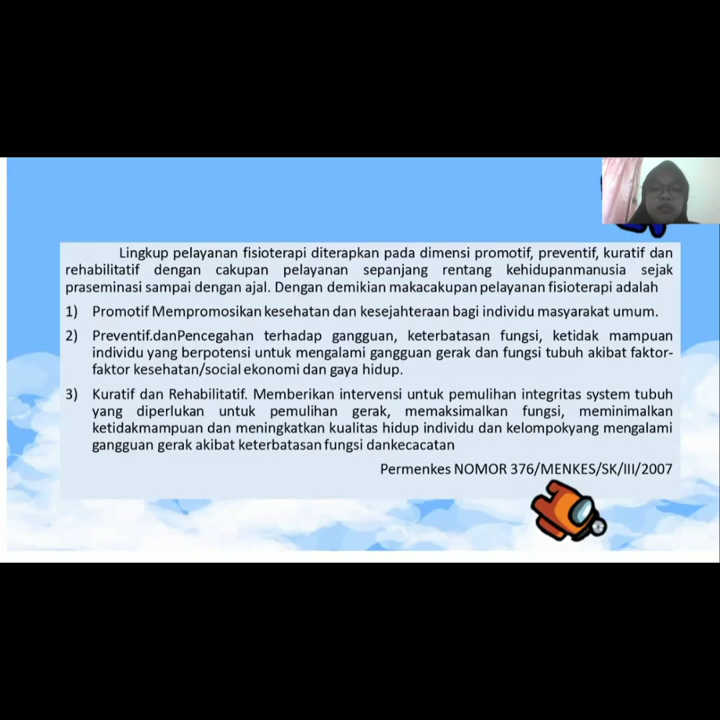 Lingkup pelayanan fisioterapi diterapkan pada dimensi promotif, preventif, kuratif dan
rehabilitatif dengan cakupan pelayanan sepanjang rentang kehidupanmanusia sejak
praseminasi sampai dengan ajal. Dengan demikian makacakupan pelayanan fisioterapi adalah
1) Promotif Mempromosikan kesehatan dan kesejahteraan bagi individu masyarakat umum.
2) Preventif.danPencegahan terhadap gangguan, keterbatasan fungsi, ketidak mampuan
individu yang berpotensi untuk mengalami gangguan gerak dan fungsi tubuh akibat faktor-
faktor kesehatan/social ekonomi dan gaya hidup.
3) Kuratif dan Rehabilitatif. Memberikan intervensi untuk pemulihan integritas system tubuh
yang diperlukan untuk pemulihan gerak, memaksimalkan fungsi, meminimalkan
ketidakmampuan dan meningkatkan kualitas hidup individu dan kelompokyang mengalami
gangguan gerak akibat keterbatasan fungsi dankecacatan
Permenkes NOMOR 376/MENKES/SK/III/2007